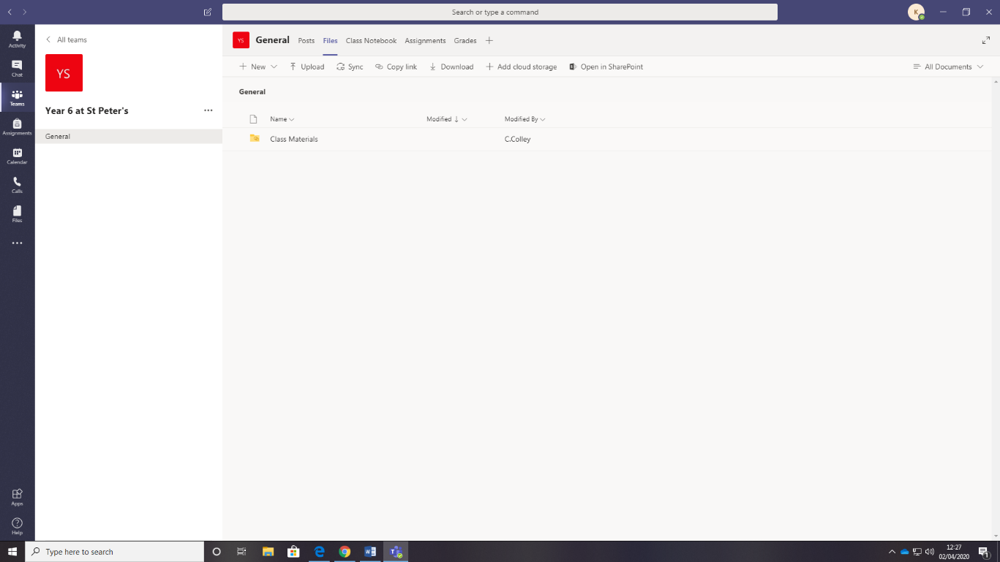 Search or type a command
K
Activity
Chat
Teams
Assignments
Calendar
Calls
Files
Apps
Help
All teams
YS
Year 6 at St Peter's
General
YS
General Posts Files Class Notebook Assignments Grades
New Upload Sync Copy link Download Add cloud storage Open in SharePoint All Documents
General
Name Modified Modified By
Class Materials C.Colley
Type here to search
12:27
02/04/2020
1